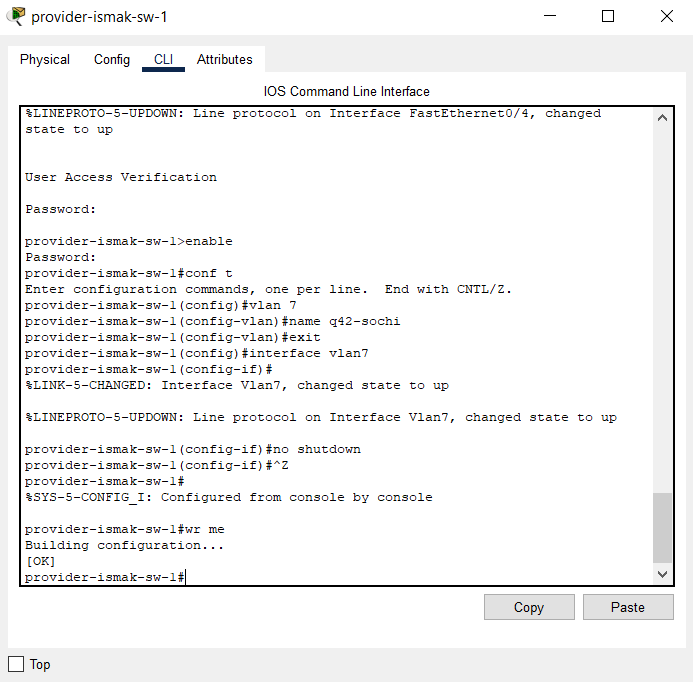 provider-ismak-sw-1
Physical Config CLI Attributes
IOS Command Line Interface
%LINEPROTO-5-UPDOWN: Line protocol on Interface FastEthernet0/4, changed
state to up
User Access Verification
Password:
provider-ismak-sw-1>enable
Password:
provider-ismak-sw-1#conf t
Enter configuration commands, one per line.  End with CNTL/Z.
provider-ismak-sw-1(config)#vlan 7
provider-ismak-sw-1(config-vlan)#name q42-sochi
provider-ismak-sw-1(config-vlan)#exit
provider-ismak-sw-1(config)#interface vlan7
provider-ismak-sw-1(config-if)#
%LINK-5-CHANGED: Interface Vlan7, changed state to up
%LINEPROTO-5-UPDOWN: Line protocol on Interface Vlan7, changed state to up
provider-ismak-sw-1(config-if)#no shutdown
provider-ismak-sw-1(config-if)#^Z
provider-ismak-sw-1#
%SYS-5-CONFIG_I: Configured from console by console
provider-ismak-sw-1#wr me
Building configuration...
[OK]
provider-ismak-sw-1#
Copy Paste
Top